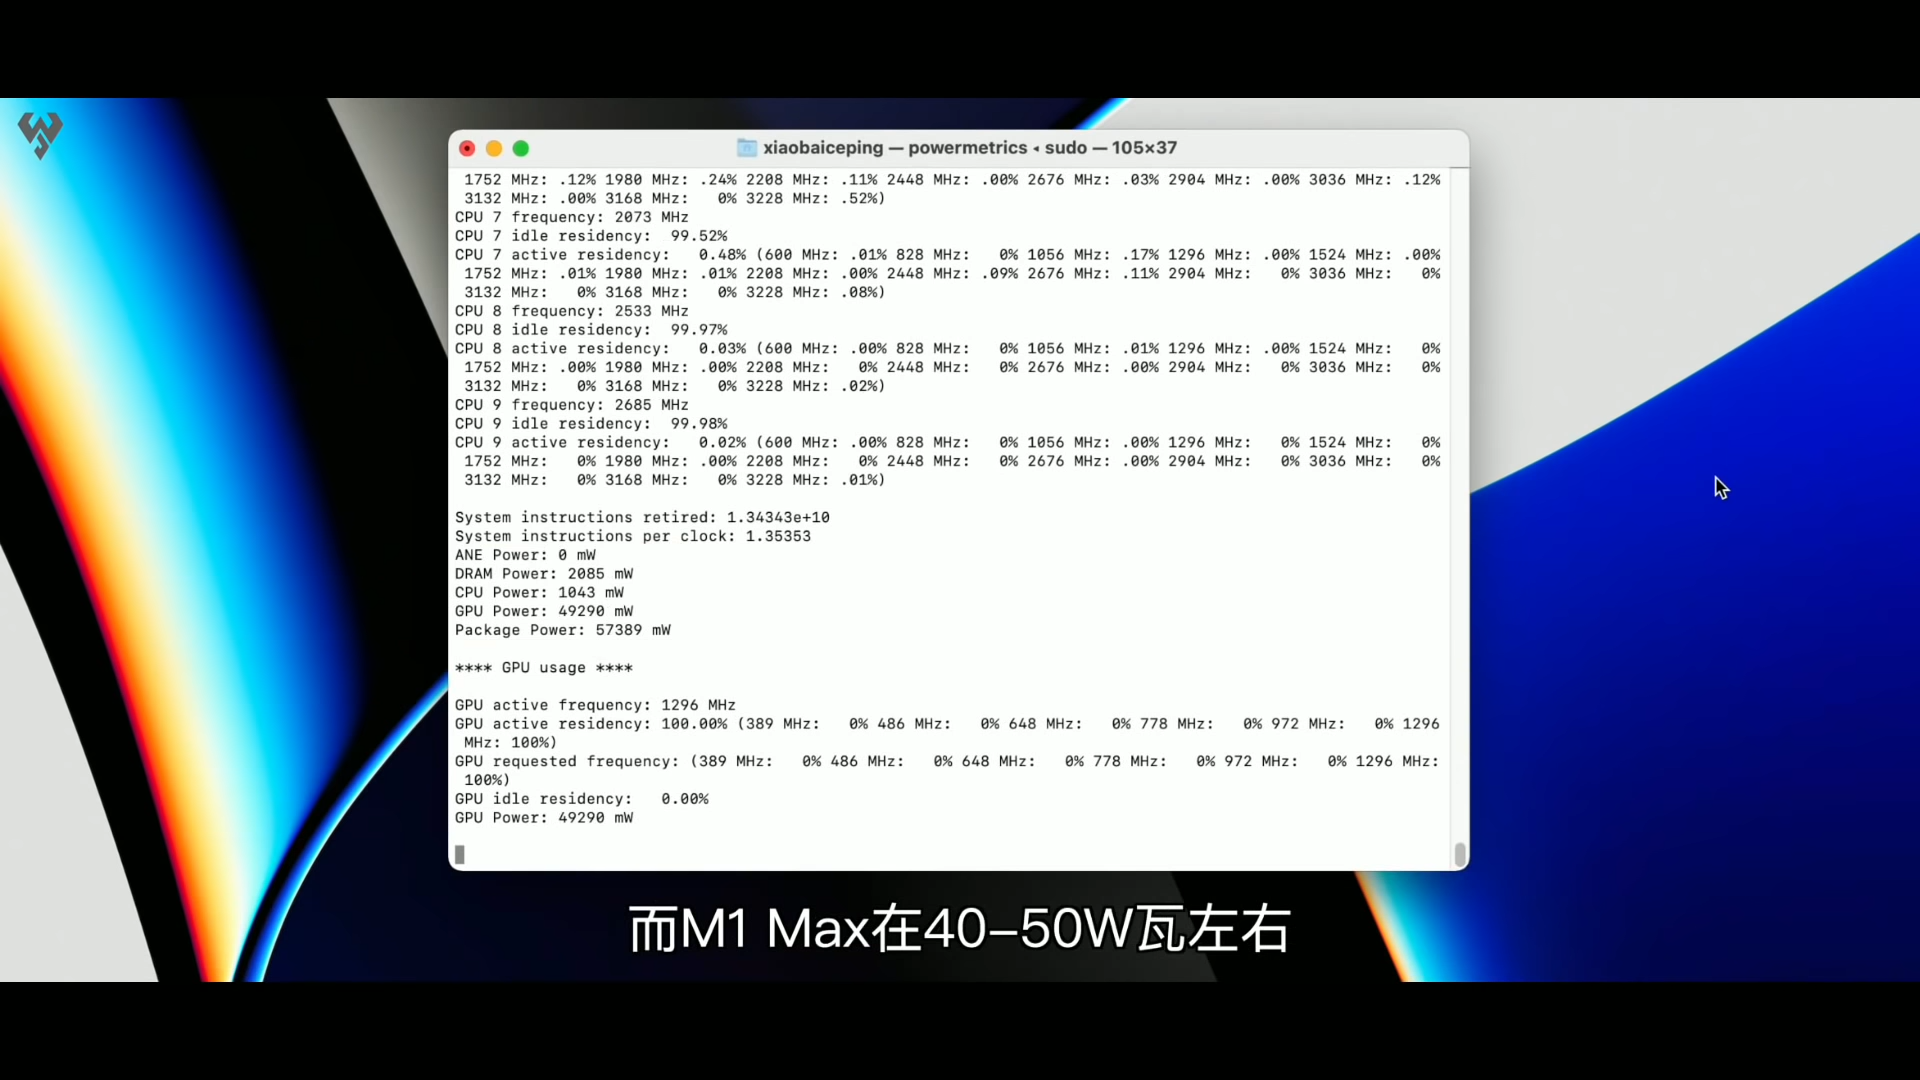 xiaobaiceping — powermetrics ◂ sudo — 105×37
1752 MHz: .12% 1980 MHz: .24% 2208 MHz: .11% 2448 MHz: .00% 2676 MHz: .03% 2904 MHz: .00% 3036 MHz: .12%
3132 MHz: .00% 3168 MHz:   0% 3228 MHz: .52%)
CPU 7 frequency: 2073 MHz
CPU 7 idle residency:  99.52%
CPU 7 active residency:   0.48% (600 MHz: .01% 828 MHz:   0% 1056 MHz: .17% 1296 MHz: .00% 1524 MHz: .00%
1752 MHz: .01% 1980 MHz: .01% 2208 MHz: .00% 2448 MHz: .09% 2676 MHz: .11% 2904 MHz:   0% 3036 MHz:   0%
3132 MHz:   0% 3168 MHz:   0% 3228 MHz: .08%)
CPU 8 frequency: 2533 MHz
CPU 8 idle residency:  99.97%
CPU 8 active residency:   0.03% (600 MHz: .00% 828 MHz:   0% 1056 MHz: .01% 1296 MHz: .00% 1524 MHz:   0%
1752 MHz: .00% 1980 MHz: .00% 2208 MHz:   0% 2448 MHz:   0% 2676 MHz: .00% 2904 MHz:   0% 3036 MHz:   0%
3132 MHz:   0% 3168 MHz:   0% 3228 MHz: .02%)
CPU 9 frequency: 2685 MHz
CPU 9 idle residency:  99.98%
CPU 9 active residency:   0.02% (600 MHz: .00% 828 MHz:   0% 1056 MHz: .00% 1296 MHz:   0% 1524 MHz:   0%
1752 MHz:   0% 1980 MHz: .00% 2208 MHz:   0% 2448 MHz:   0% 2676 MHz: .00% 2904 MHz:   0% 3036 MHz:   0%
3132 MHz:   0% 3168 MHz:   0% 3228 MHz: .01%)
System instructions retired: 1.34343e+10
System instructions per clock: 1.35353
ANE Power: 0 mW
DRAM Power: 2085 mW
CPU Power: 1043 mW
GPU Power: 49290 mW
Package Power: 57389 mW
**** GPU usage ****
GPU active frequency: 1296 MHz
GPU active residency: 100.00% (389 MHz:   0% 486 MHz:   0% 648 MHz:   0% 778 MHz:   0% 972 MHz:   0% 1296
MHz: 100%)
GPU requested frequency: (389 MHz:   0% 486 MHz:   0% 648 MHz:   0% 778 MHz:   0% 972 MHz:   0% 1296 MHz:
100%)
GPU idle residency:   0.00%
GPU Power: 49290 mW
而M1 Max在40–50W瓦左右